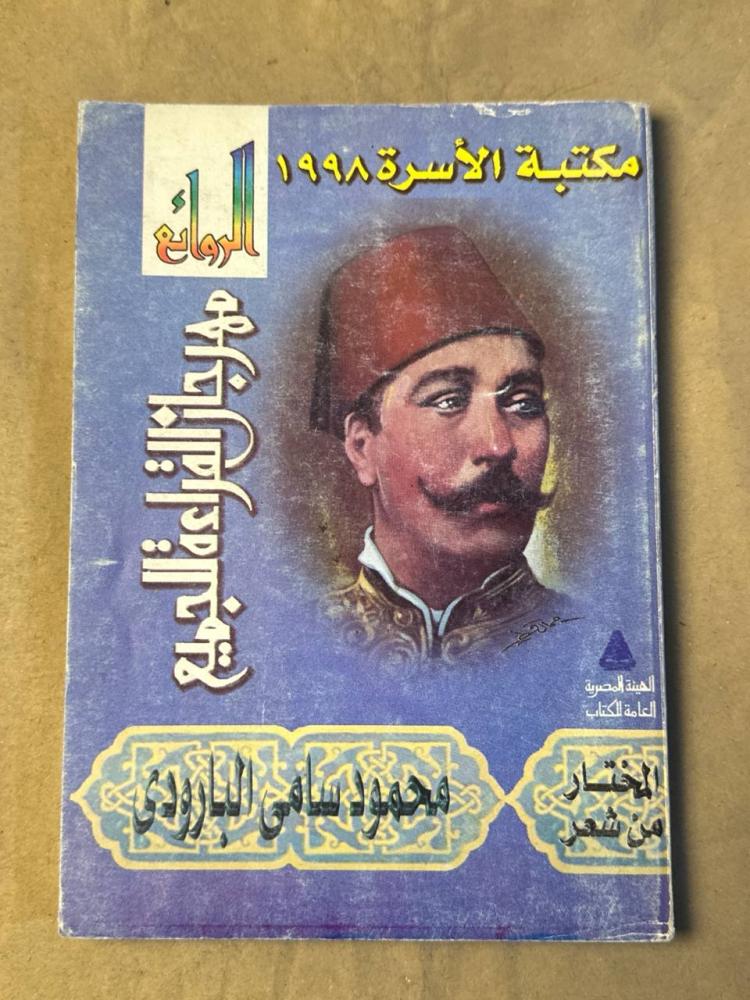 مكتبة الأسرة ١٩٩٨
الروائع
مهرجان القراءة للجميع
الهيئة المصرية
العامة للكتاب
المختار
من شعر
محمود سامى البارودى